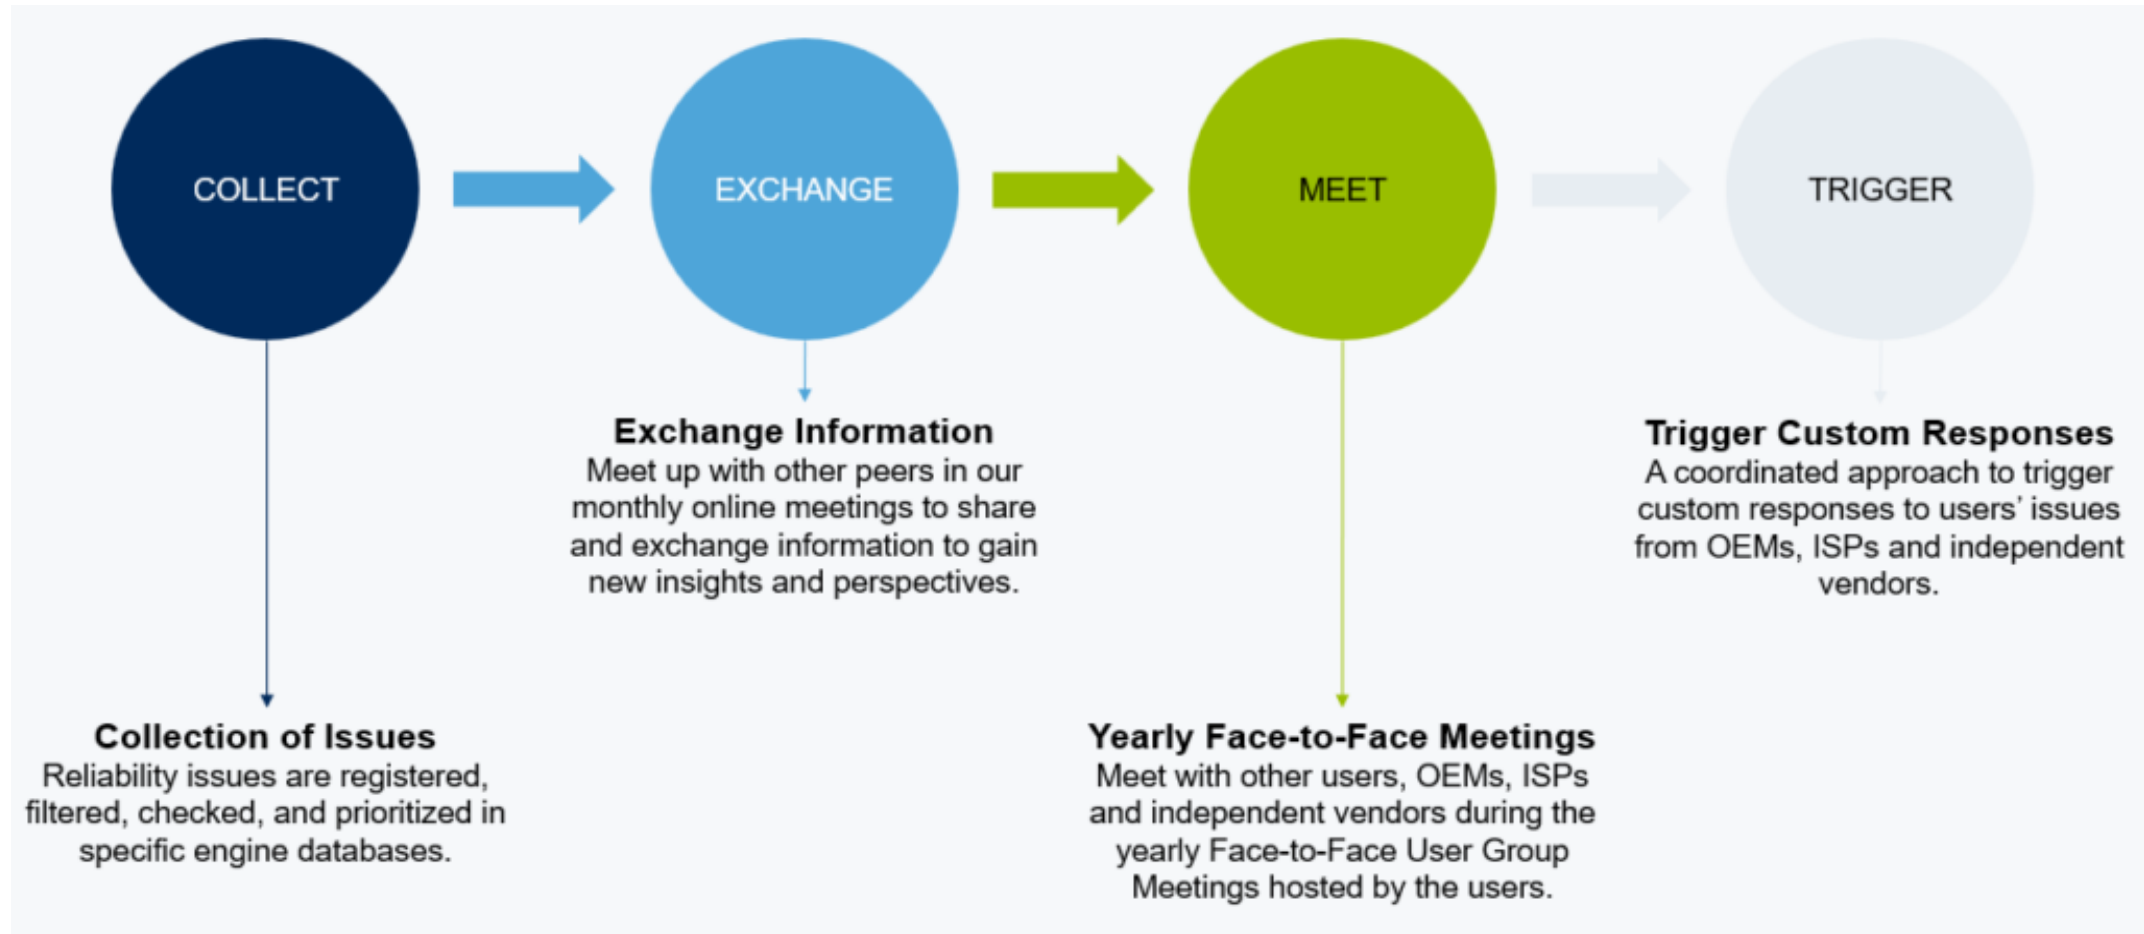 COLLECT
EXCHANGE
MEET
TRIGGER
Collection of Issues
Reliability issues are registered,
filtered, checked, and prioritized in
specific engine databases.
Exchange Information
Meet up with other peers in our
monthly online meetings to share
and exchange information to gain
new insights and perspectives.
Yearly Face-to-Face Meetings
Meet with other users, OEMs, ISPs
and independent vendors during the
yearly Face-to-Face User Group
Meetings hosted by the users.
Trigger Custom Responses
A coordinated approach to trigger
custom responses to users’ issues
from OEMs, ISPs and independent
vendors.